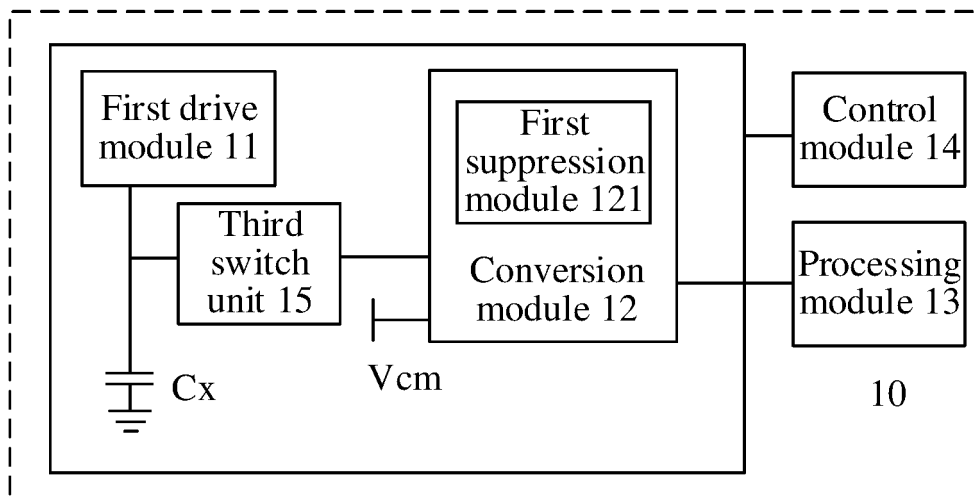 First drive
module 11
Third
switch
unit 15
Cx
Vcm
First
suppression
module 121
Conversion
module 12
Control
module 14
Processing
module 13
10